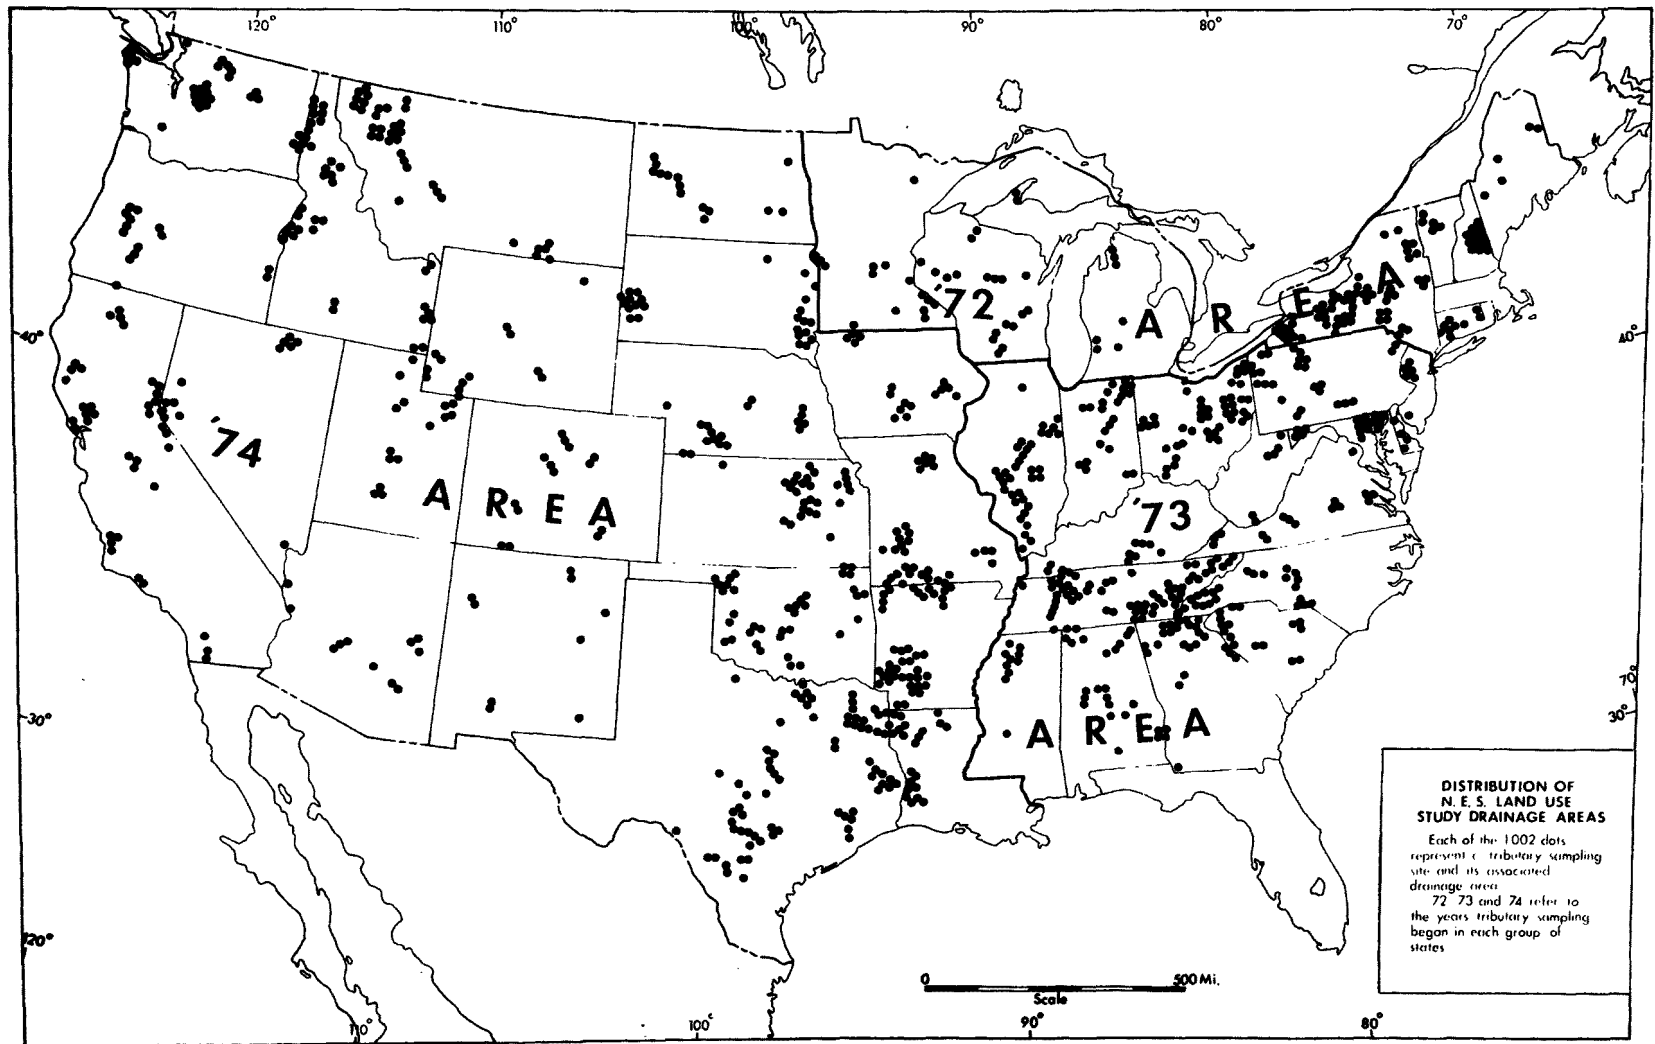 120° 110° 100° 90° 80° 70°
'72
A R E A
40° 40°
'74
A R E A
'73
70°
30° 30°
A R E A
DISTRIBUTION OF
N. E. S. LAND USE
STUDY DRAINAGE AREAS
Each of the 1002 dots
represent a tributary sampling
site and its associated
drainage area
72 73 and 74 refer to
the years tributary sampling
began in each group of
states
20°
0 500 Mi.
Scale
110° 100° 90° 80°